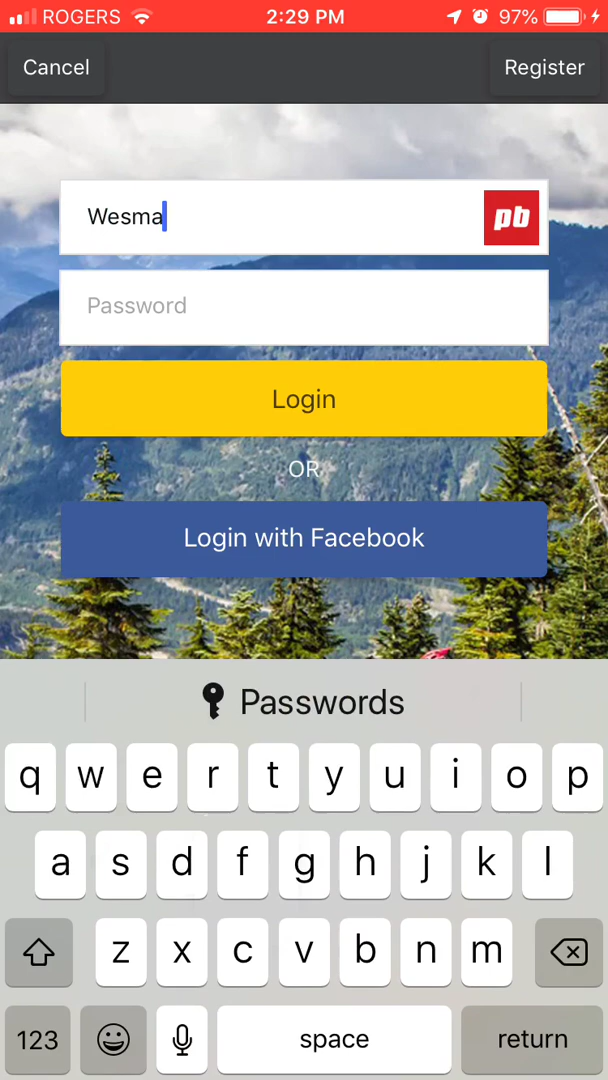 ROGERS 2:29 PM 97%
Cancel Register
Wesma pb
Password
Login
OR
Login with Facebook
Passwords
q w e r t y u i o p
a s d f g h j k l
z x c v b n m
123 space return